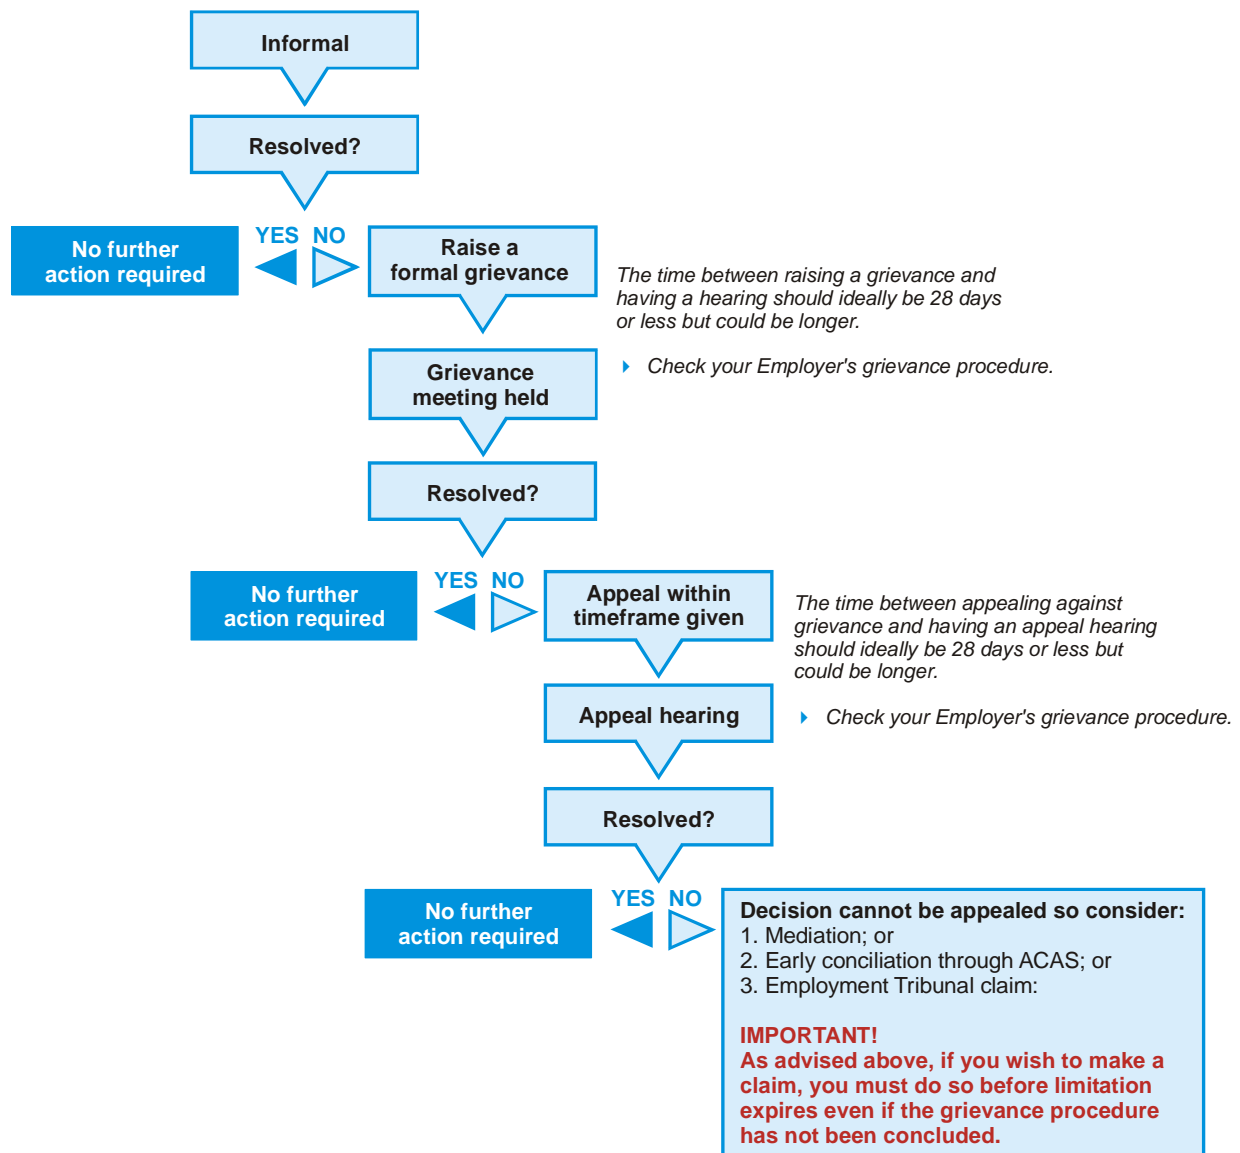 Informal
Resolved?
No further
action required
YES NO
Raise a
formal grievance
The time between raising a grievance and
having a hearing should ideally be 28 days
or less but could be longer.
Check your Employer's grievance procedure.
Grievance
meeting held
Resolved?
No further
action required
YES NO
Appeal within
timeframe given
The time between appealing against
grievance and having an appeal hearing
should ideally be 28 days or less but
could be longer.
Check your Employer's grievance procedure.
Appeal hearing
Resolved?
No further
action required
YES NO
Decision cannot be appealed so consider:
1. Mediation; or
2. Early conciliation through ACAS; or
3. Employment Tribunal claim:
IMPORTANT!
As advised above, if you wish to make a
claim, you must do so before limitation
expires even if the grievance procedure
has not been concluded.